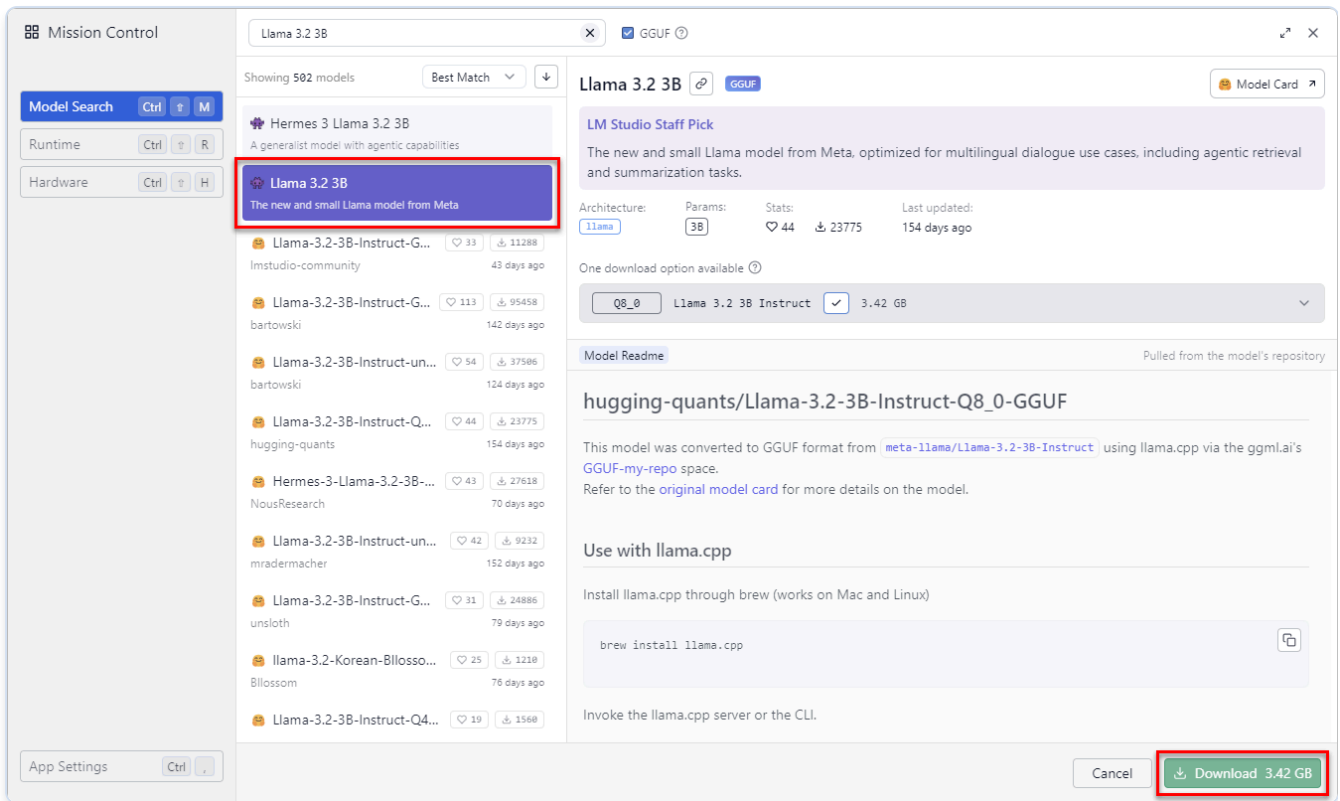 Mission Control
Model Search Ctrl ⇧ M
Runtime Ctrl ⇧ R
Hardware Ctrl ⇧ H
App Settings Ctrl ,
Llama 3.2 3B
GGUF
Showing 502 models Best Match
Hermes 3 Llama 3.2 3B
A generalist model with agentic capabilities
Llama 3.2 3B
The new and small Llama model from Meta
Llama-3.2-3B-Instruct-G... 33 11288
lmstudio-community 43 days ago
Llama-3.2-3B-Instruct-G... 113 95458
bartowski 142 days ago
Llama-3.2-3B-Instruct-un... 54 37506
bartowski 124 days ago
Llama-3.2-3B-Instruct-Q... 44 23775
hugging-quants 154 days ago
Hermes-3-Llama-3.2-3B-... 43 27618
NousResearch 70 days ago
Llama-3.2-3B-Instruct-un... 42 9232
mradermacher 152 days ago
Llama-3.2-3B-Instruct-G... 31 24886
unsloth 79 days ago
llama-3.2-Korean-Bllosso... 25 1210
Bllossom 76 days ago
Llama-3.2-3B-Instruct-Q4... 19 1560
Llama 3.2 3B GGUF Model Card
LM Studio Staff Pick
The new and small Llama model from Meta, optimized for multilingual dialogue use cases, including agentic retrieval
and summarization tasks.
Architecture: Params: Stats: Last updated:
llama 3B 44 23775 154 days ago
One download option available
Q8_0 Llama 3.2 3B Instruct 3.42 GB
Model Readme Pulled from the model's repository
hugging-quants/Llama-3.2-3B-Instruct-Q8_0-GGUF
This model was converted to GGUF format from meta-llama/Llama-3.2-3B-Instruct using llama.cpp via the ggml.ai's
GGUF-my-repo space.
Refer to the original model card for more details on the model.
Use with llama.cpp
Install llama.cpp through brew (works on Mac and Linux)
brew install llama.cpp
Invoke the llama.cpp server or the CLI.
Cancel Download 3.42 GB